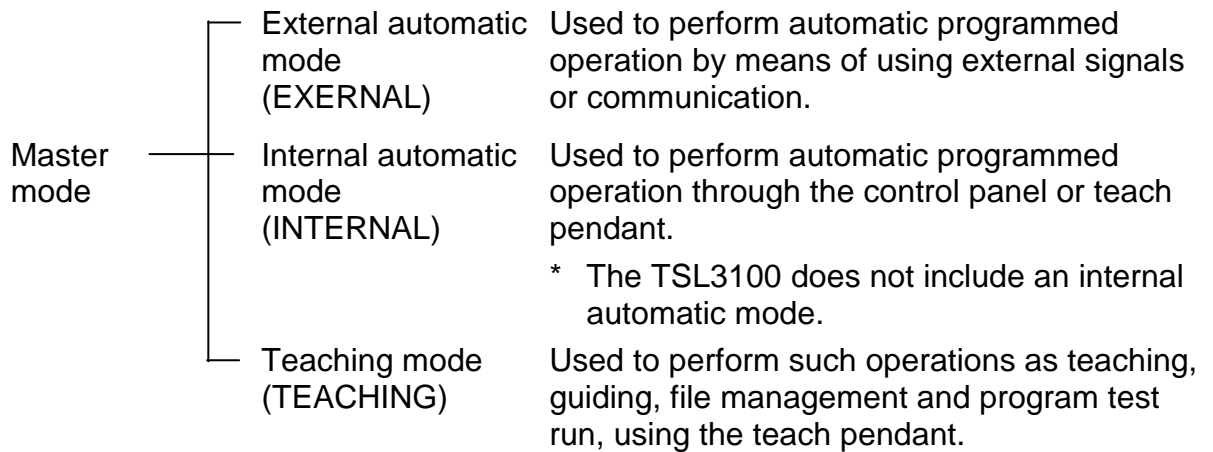 Master
mode
External automatic
mode
(EXERNAL)
Used to perform automatic programmed
operation by means of using external signals
or communication.
Internal automatic
mode
(INTERNAL)
Used to perform automatic programmed
operation through the control panel or teach
pendant.
* The TSL3100 does not include an internal
automatic mode.
Teaching mode
(TEACHING)
Used to perform such operations as teaching,
guiding, file management and program test
run, using the teach pendant.